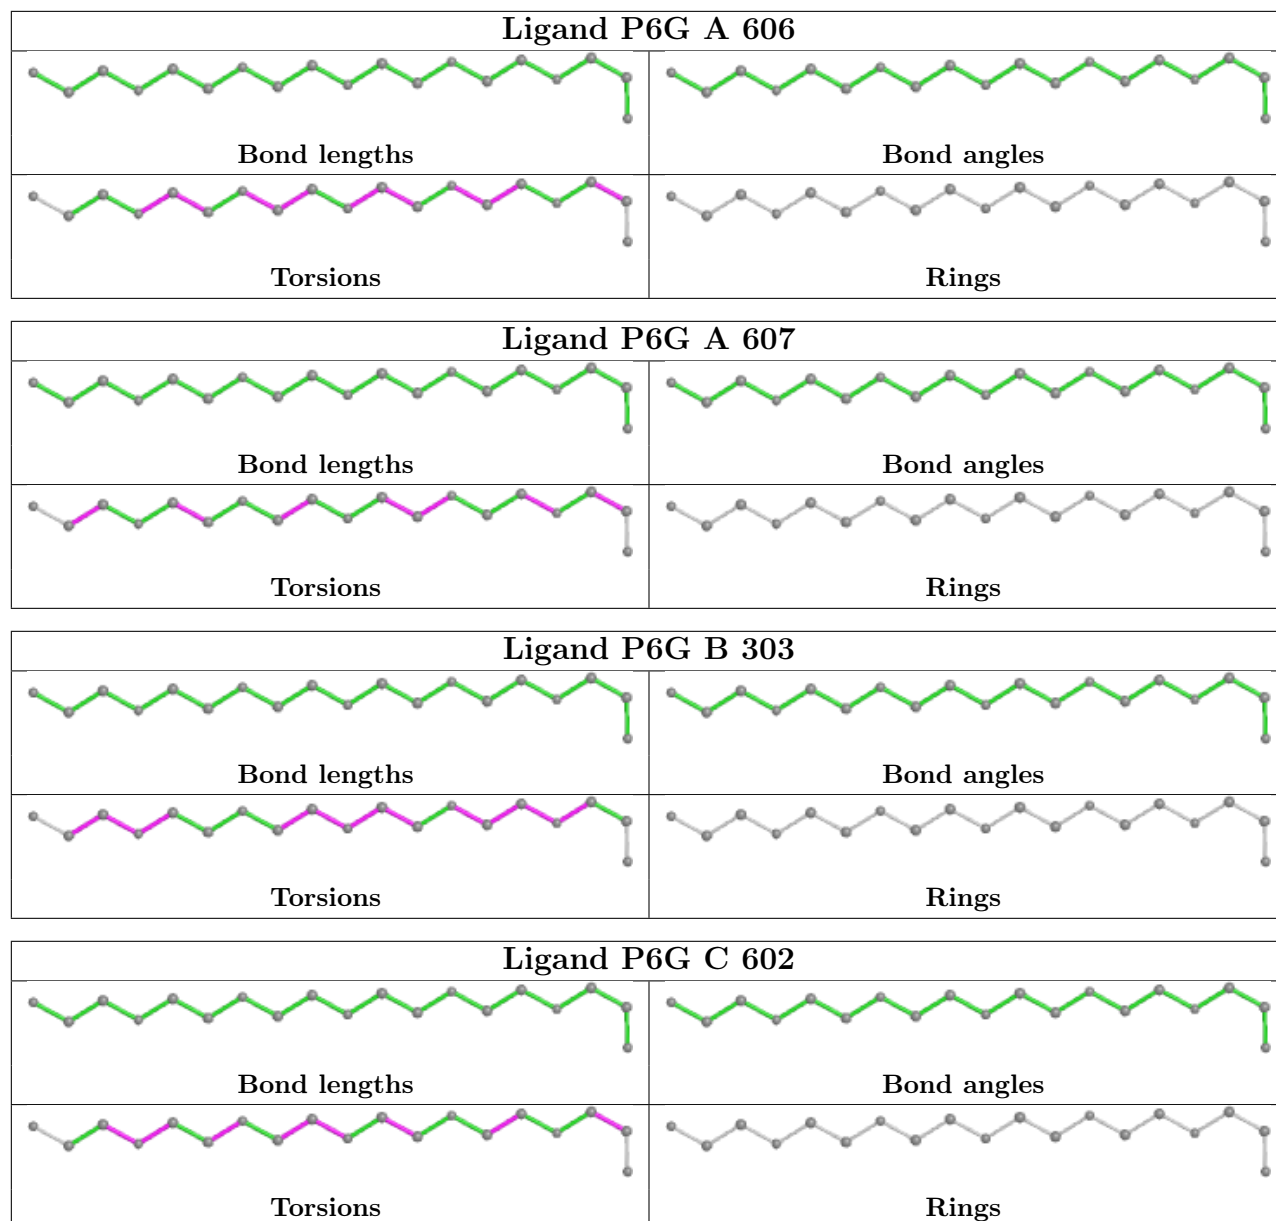 Ligand P6G A 606
Bond lengths Bond angles
Torsions Rings
Ligand P6G A 607
Bond lengths Bond angles
Torsions Rings
Ligand P6G B 303
Bond lengths Bond angles
Torsions Rings
Ligand P6G C 602
Bond lengths Bond angles
Torsions Rings